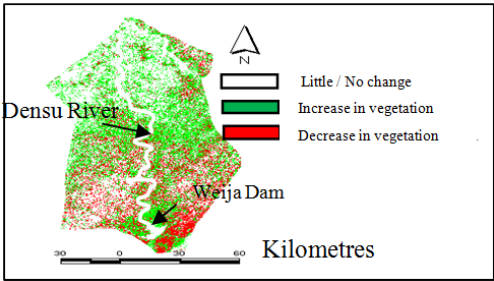 N
Little / No change
Increase in vegetation
Decrease in vegetation
Densu River
Weija Dam
30 0 30 60
Kilometres